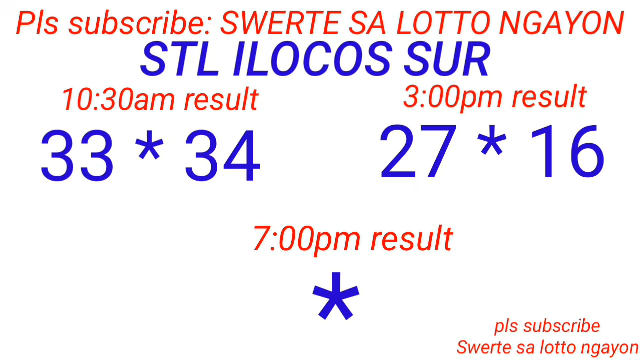 Pls subscribe: SWERTE SA LOTTO NGAYON
STL ILOCOS SUR
10:30am result
33 * 34
3:00pm result
27 * 16
7:00pm result
*
pls subscribe
Swerte sa lotto ngayon